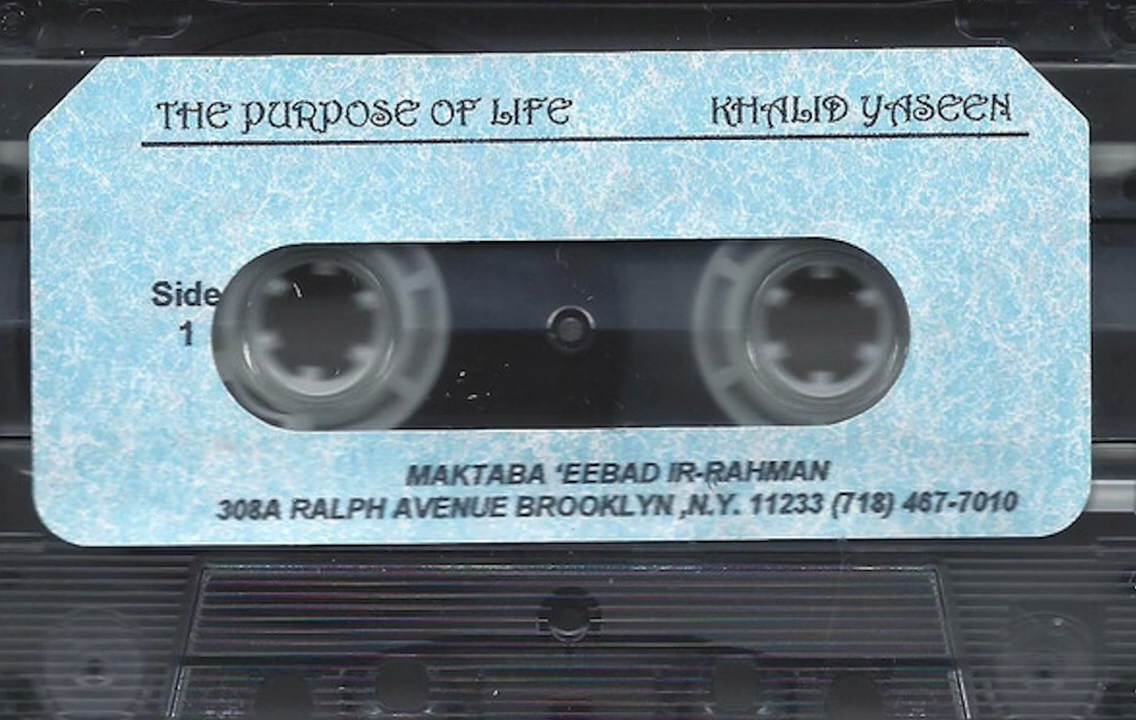 THE PURPOSE OF LIFE KHALID YASEEN
Side
1
MAKTABA 'EEBAD IR-RAHMAN
308A RALPH AVENUE BROOKLYN ,N.Y. 11233 (718) 467-7010